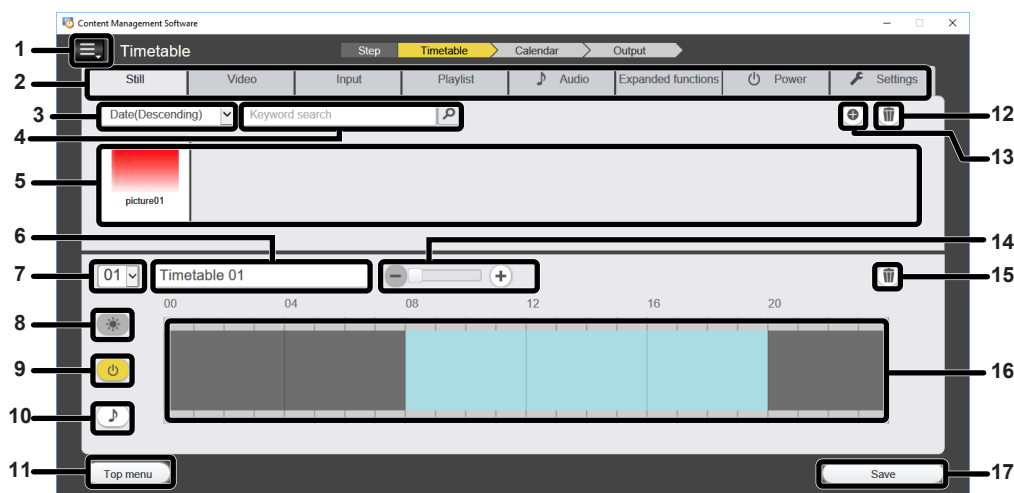 Content Management Software
1 Timetable Step Timetable Calendar Output
2 Still Video Input Playlist Audio Expanded functions Power Settings
3 Date(Descending) Keyword search 12
4 13
5 picture01
6 14
7 01 Timetable 01 15
00 04 08 12 16 20
8
9 16
10
11 Top menu Save 17